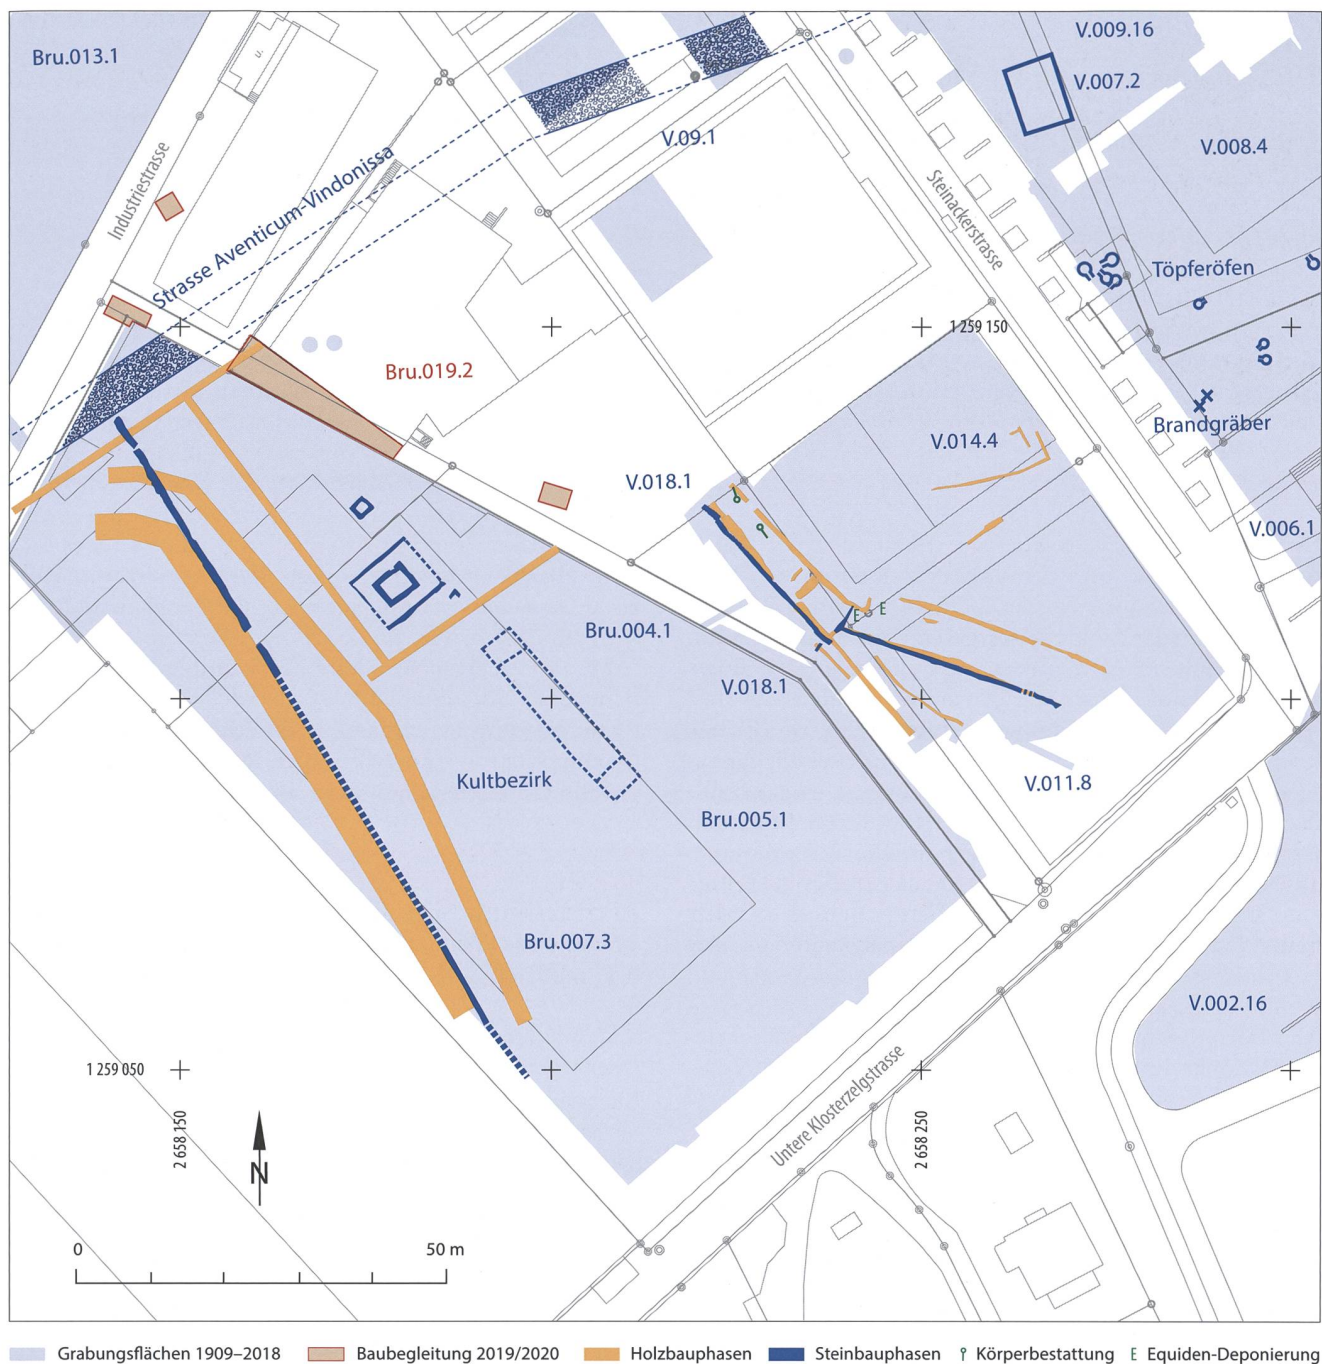 Bru.013.1
V.009.16
V.007.2
V.008.4
V.09.1
Industriestrasse
Strasse Aventicum-Vindonissa
Steinackerstrasse
Töpferöfen
1 259 150
Bru.019.2
Brandgräber
V.014.4
V.018.1
V.006.1
E E
Bru.004.1
V.018.1
Kultbezirk
V.011.8
Bru.005.1
Bru.007.3
V.002.16
1 259 050
2 658 150
2 658 250
Untere Klosterzelgstrasse
N
0 50 m
Grabungsflächen 1909–2018 Baubegleitung 2019/2020 Holzbauphasen Steinbauphasen Körperbestattung E Equiden-Deponierung